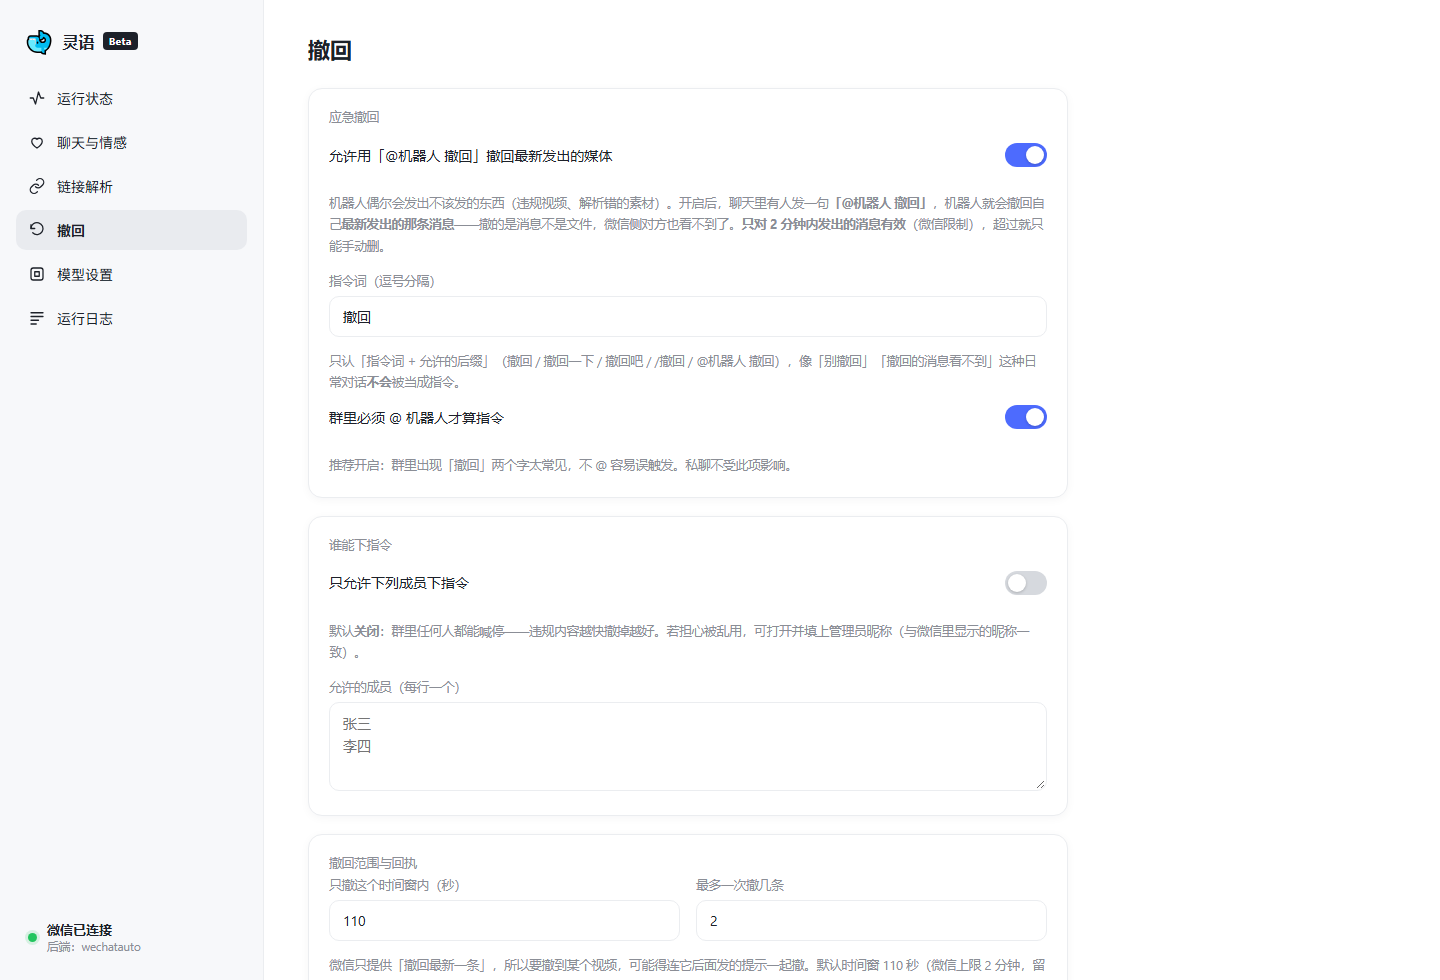 灵语 Beta
运行状态
聊天与情感
链接解析
撤回
模型设置
运行日志
微信已连接
后端：wechatauto
撤回
应急撤回
允许用「@机器人 撤回」撤回最新发出的媒体
机器人偶尔会发出不该发的东西（违规视频、解析错的素材）。开启后，聊天里有人发一句「@机器人 撤回」，机器人就会撤回自
己最新发出的那条消息——撤的是消息不是文件，微信侧对方也看不到了。只对 2 分钟内发出的消息有效（微信限制），超过就只
能手动删。
指令词（逗号分隔）
撤回
只认「指令词 + 允许的后缀」（撤回 / 撤回一下 / 撤回吧 / /撤回 / @机器人 撤回），像「别撤回」「撤回的消息看不到」这种日
常对话不会被当成指令。
群里必须 @ 机器人才算指令
推荐开启：群里出现「撤回」两个字太常见，不 @ 容易误触发。私聊不受此项影响。
谁能下指令
只允许下列成员下指令
默认关闭：群里任何人都能喊停——违规内容越快撤掉越好。若担心被乱用，可打开并填上管理员昵称（与微信里显示的昵称一
致）。
允许的成员（每行一个）
张三
李四
撤回范围与回执
只撤这个时间窗内（秒）
最多一次撤几条
110
2
微信只提供「撤回最新一条」，所以要撤到某个视频，可能得连它后面发的提示一起撤。默认时间窗 110 秒（微信上限 2 分钟，留